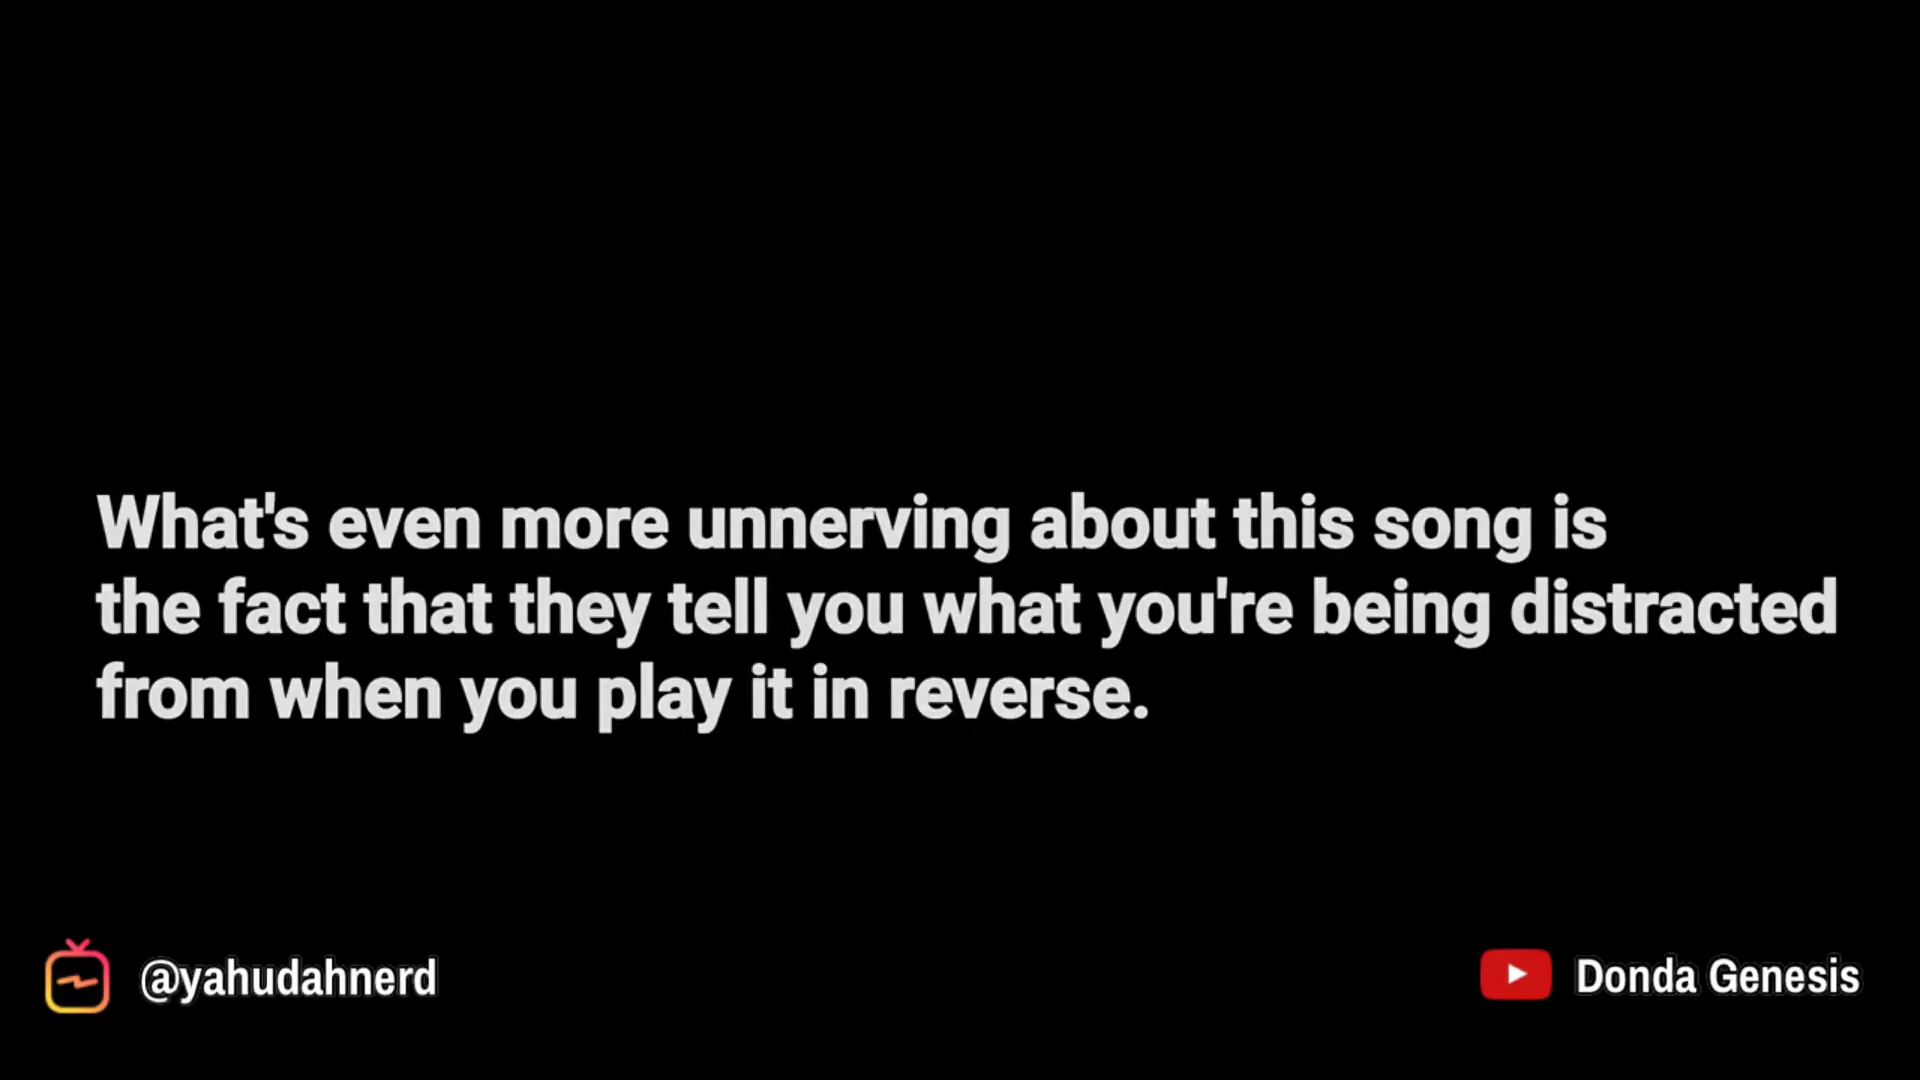 What's even more unnerving about this song is
the fact that they tell you what you're being distracted
from when you play it in reverse.
@yahudahnerd
Donda Genesis